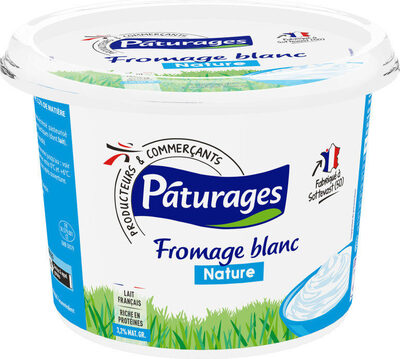 Pâturages
Fromage blanc
Nature
PRODUCTEURS & COMMERÇANTS
Pâturages
Fabriqué à
Sottevast (50)
Fromage blanc
Nature
LAIT
FRANÇAIS
RICHE EN
PROTÉINES
3,2% MAT. GR.